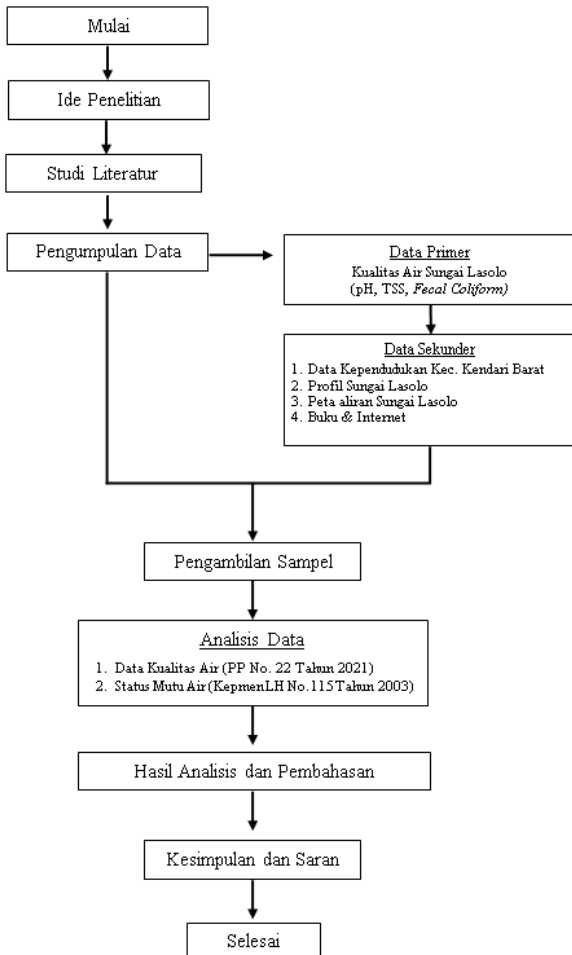 Mulai
Ide Penelitian
Studi Literatur
Pengumpulan Data
Data Primer
Kualitas Air Sungai Lasolo
(pH, TSS, Fecal Coliform)
Data Sekunder
1. Data Kependudukan Kec. Kendari Barat
2. Profil Sungai Lasolo
3. Peta aliran Sungai Lasolo
4. Buku & Internet
Pengambilan Sampel
Analisis Data
1. Data Kualitas Air (PP No. 22 Tahun 2021)
2. Status Mutu Air (KepmenLH No.115 Tahun 2003)
Hasil Analisis dan Pembahasan
Kesimpulan dan Saran
Selesai